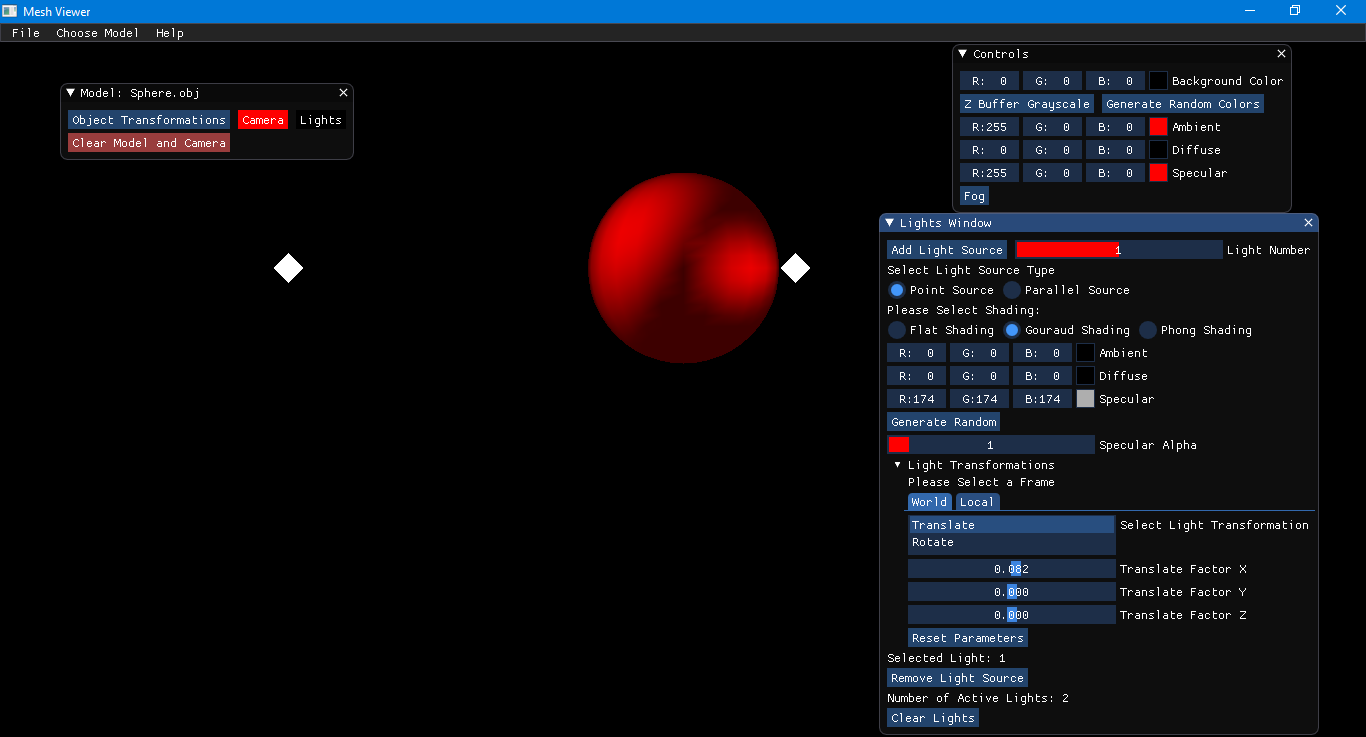 Mesh Viewer
File Choose Model Help
Model: Sphere.obj
Object Transformations Camera Lights
Clear Model and Camera
Controls
R: 0 G: 0 B: 0 Background Color
Z Buffer Grayscale Generate Random Colors
R:255 G: 0 B: 0 Ambient
R: 0 G: 0 B: 0 Diffuse
R:255 G: 0 B: 0 Specular
Fog
Lights Window
Add Light Source 1 Light Number
Select Light Source Type
Point Source Parallel Source
Please Select Shading:
Flat Shading Gouraud Shading Phong Shading
R: 0 G: 0 B: 0 Ambient
R: 0 G: 0 B: 0 Diffuse
R:174 G:174 B:174 Specular
Generate Random
1 Specular Alpha
Light Transformations
Please Select a Frame
World Local
Translate Select Light Transformation
Rotate
0.082 Translate Factor X
0.000 Translate Factor Y
0.000 Translate Factor Z
Reset Parameters
Selected Light: 1
Remove Light Source
Number of Active Lights: 2
Clear Lights